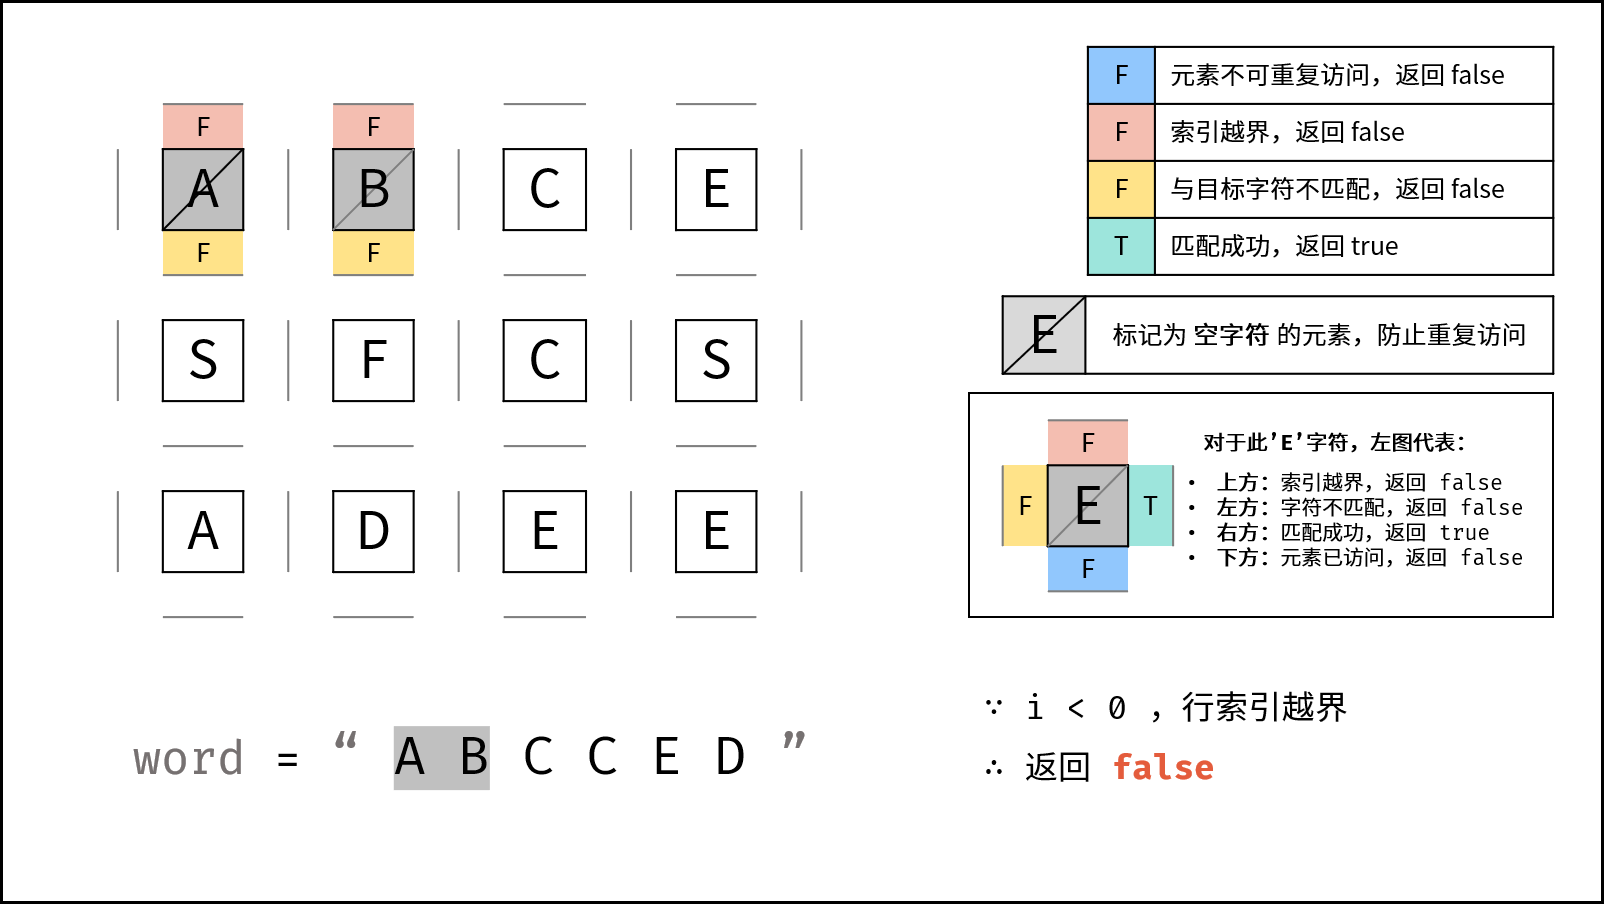 F F
A B C E
F F
S F C S
A D E E
word = “ A B C C E D ”
F 元素不可重复访问，返回 false
F 索引越界，返回 false
F 与目标字符不匹配，返回 false
T 匹配成功，返回 true
E 标记为 空字符 的元素，防止重复访问
F
F E T
F
对于此’E’字符，左图代表：
• 上方：索引越界，返回 false
• 左方：字符不匹配，返回 false
• 右方：匹配成功，返回 true
• 下方：元素已访问，返回 false
∵ i < 0 ，行索引越界
∴ 返回 false